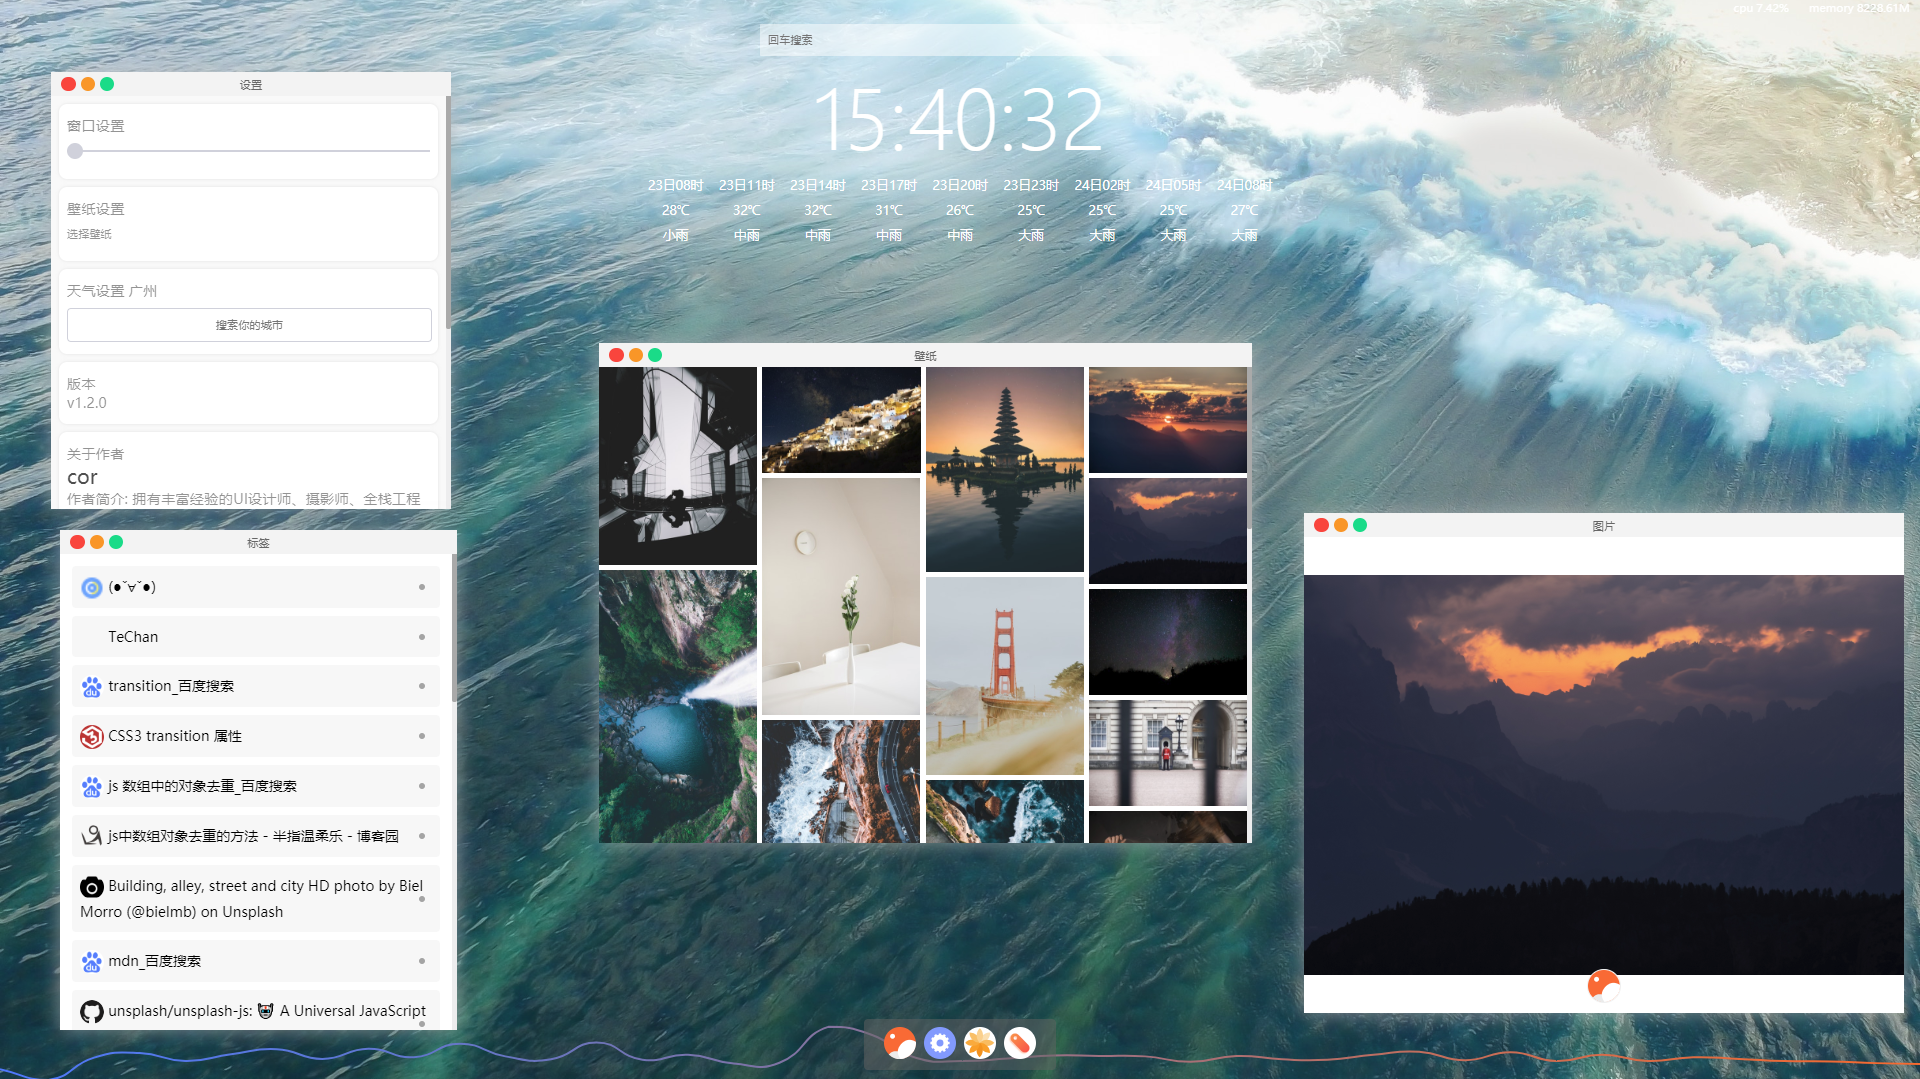 cpu 7.42% memory 8228.61M
回车搜索
15:40:32
23日08时 23日11时 23日14时 23日17时 23日20时 23日23时 24日02时 24日05时 24日08时
28℃ 32℃ 32℃ 31℃ 26℃ 25℃ 25℃ 25℃ 27℃
小雨 中雨 中雨 中雨 中雨 大雨 大雨 大雨 大雨
设置
窗口设置
壁纸设置
选择壁纸
天气设置 广州
搜索你的城市
版本
v1.2.0
关于作者
cor
作者简介: 拥有丰富经验的UI设计师、摄影师、全栈工程
标签
(●ˇ∀ˇ●)
TeChan
transition_百度搜索
CSS3 transition 属性
js 数组中的对象去重_百度搜索
js中数组对象去重的方法 - 半指温柔乐 - 博客园
Building, alley, street and city HD photo by Biel
Morro (@bielmb) on Unsplash
mdn_百度搜索
unsplash/unsplash-js: 🤖 A Universal JavaScript
壁纸
图片